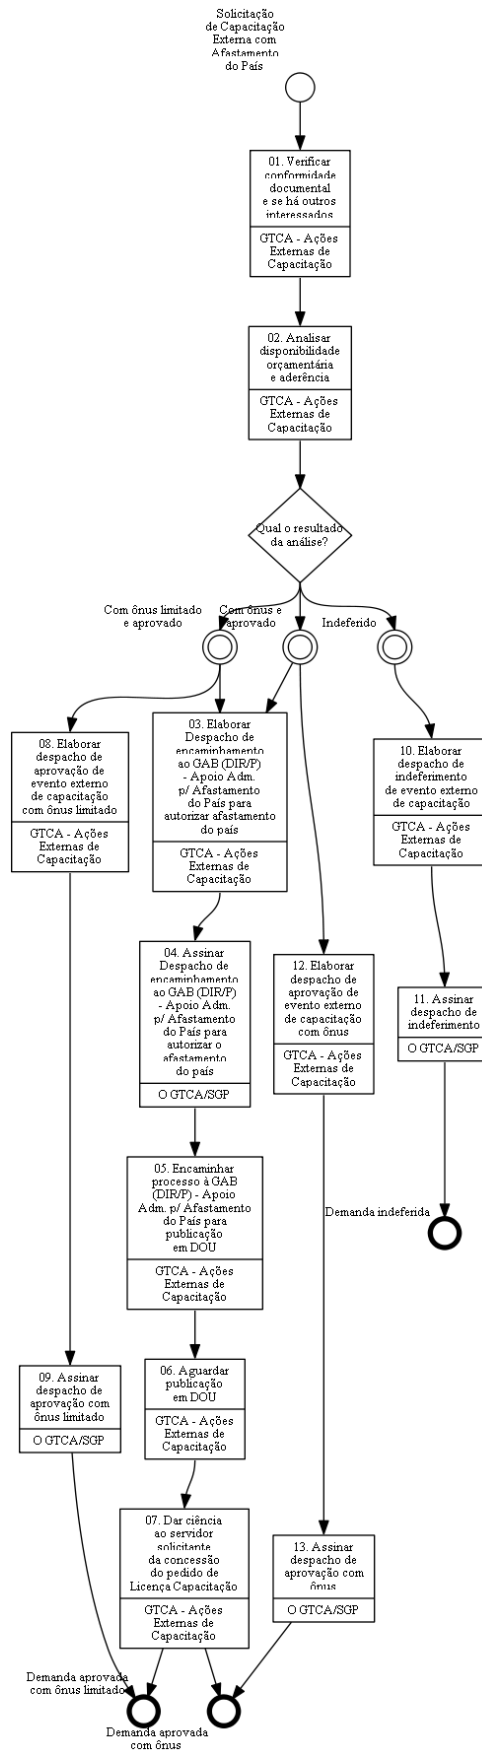 Solicitação
de Capacitação
Externa com
Afastamento
do País
01. Verificar
conformidade
documental
e se há outros
interessados
GTCA - Ações
Externas de
Capacitação
02. Analisar
disponibilidade
orçamentária
e aderência
GTCA - Ações
Externas de
Capacitação
Qual o resultado
da análise?
Com ônus limitado
e aprovado
Com ônus e
aprovado
Indeferido
08. Elaborar
despacho de
aprovação de
evento externo
de capacitação
com ônus limitado
GTCA - Ações
Externas de
Capacitação
03. Elaborar
Despacho de
encaminhamento
ao GAB (DIR/P)
- Apoio Adm.
p/ Afastamento
do País para
autorizar afastamento
do país
GTCA - Ações
Externas de
Capacitação
10. Elaborar
despacho de
indeferimento
de evento externo
de capacitação
GTCA - Ações
Externas de
Capacitação
04. Assinar
Despacho de
encaminhamento
ao GAB (DIR/P)
- Apoio Adm.
p/ Afastamento
do País para
autorizar o
afastamento
do país
O GTCA/SGP
12. Elaborar
despacho de
aprovação de
evento externo
de capacitação
com ônus
GTCA - Ações
Externas de
Capacitação
11. Assinar
despacho de
indeferimento
O GTCA/SGP
05. Encaminhar
processo à GAB
(DIR/P) - Apoio
Adm. p/ Afastamento
do País para
publicação
em DOU
GTCA - Ações
Externas de
Capacitação
Demanda indeferida
09. Assinar
despacho de
aprovação com
ônus limitado
O GTCA/SGP
06. Aguardar
publicação
em DOU
GTCA - Ações
Externas de
Capacitação
07. Dar ciência
ao servidor
solicitante
da concessão
do pedido de
Licença Capacitação
GTCA - Ações
Externas de
Capacitação
13. Assinar
despacho de
aprovação com
ônus
O GTCA/SGP
Demanda aprovada
com ônus limitado
Demanda aprovada
com ônus